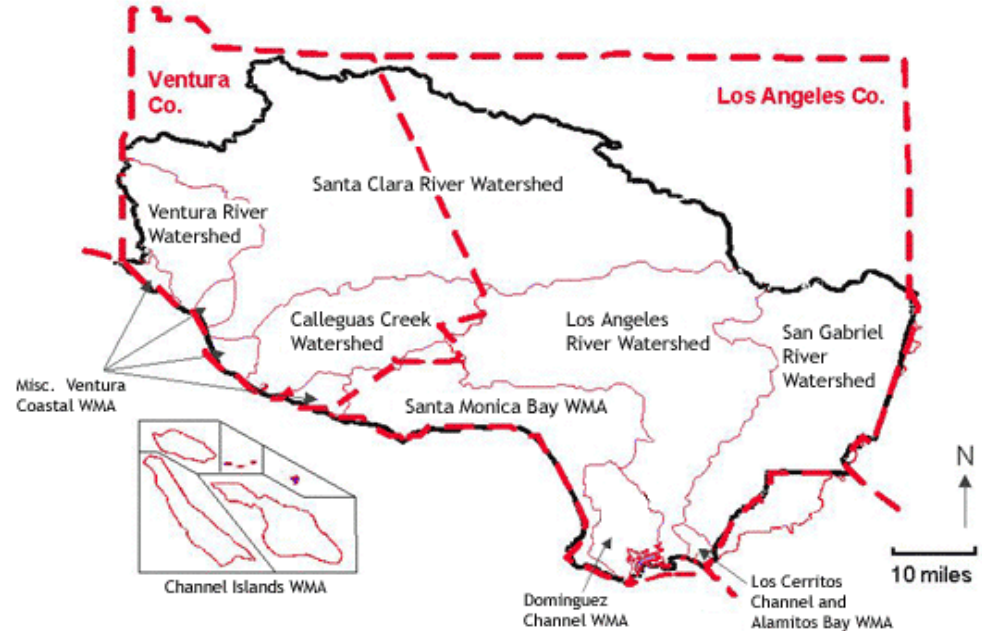 Ventura
Co.
Los Angeles Co.
Santa Clara River Watershed
Ventura River
Watershed
Calleguas Creek
Watershed
Los Angeles
River Watershed
San Gabriel
River
Watershed
Misc. Ventura
Coastal WMA
Santa Monica Bay WMA
N
10 miles
Channel Islands WMA
Dominguez
Channel WMA
Los Cerritos
Channel and
Alamitos Bay WMA